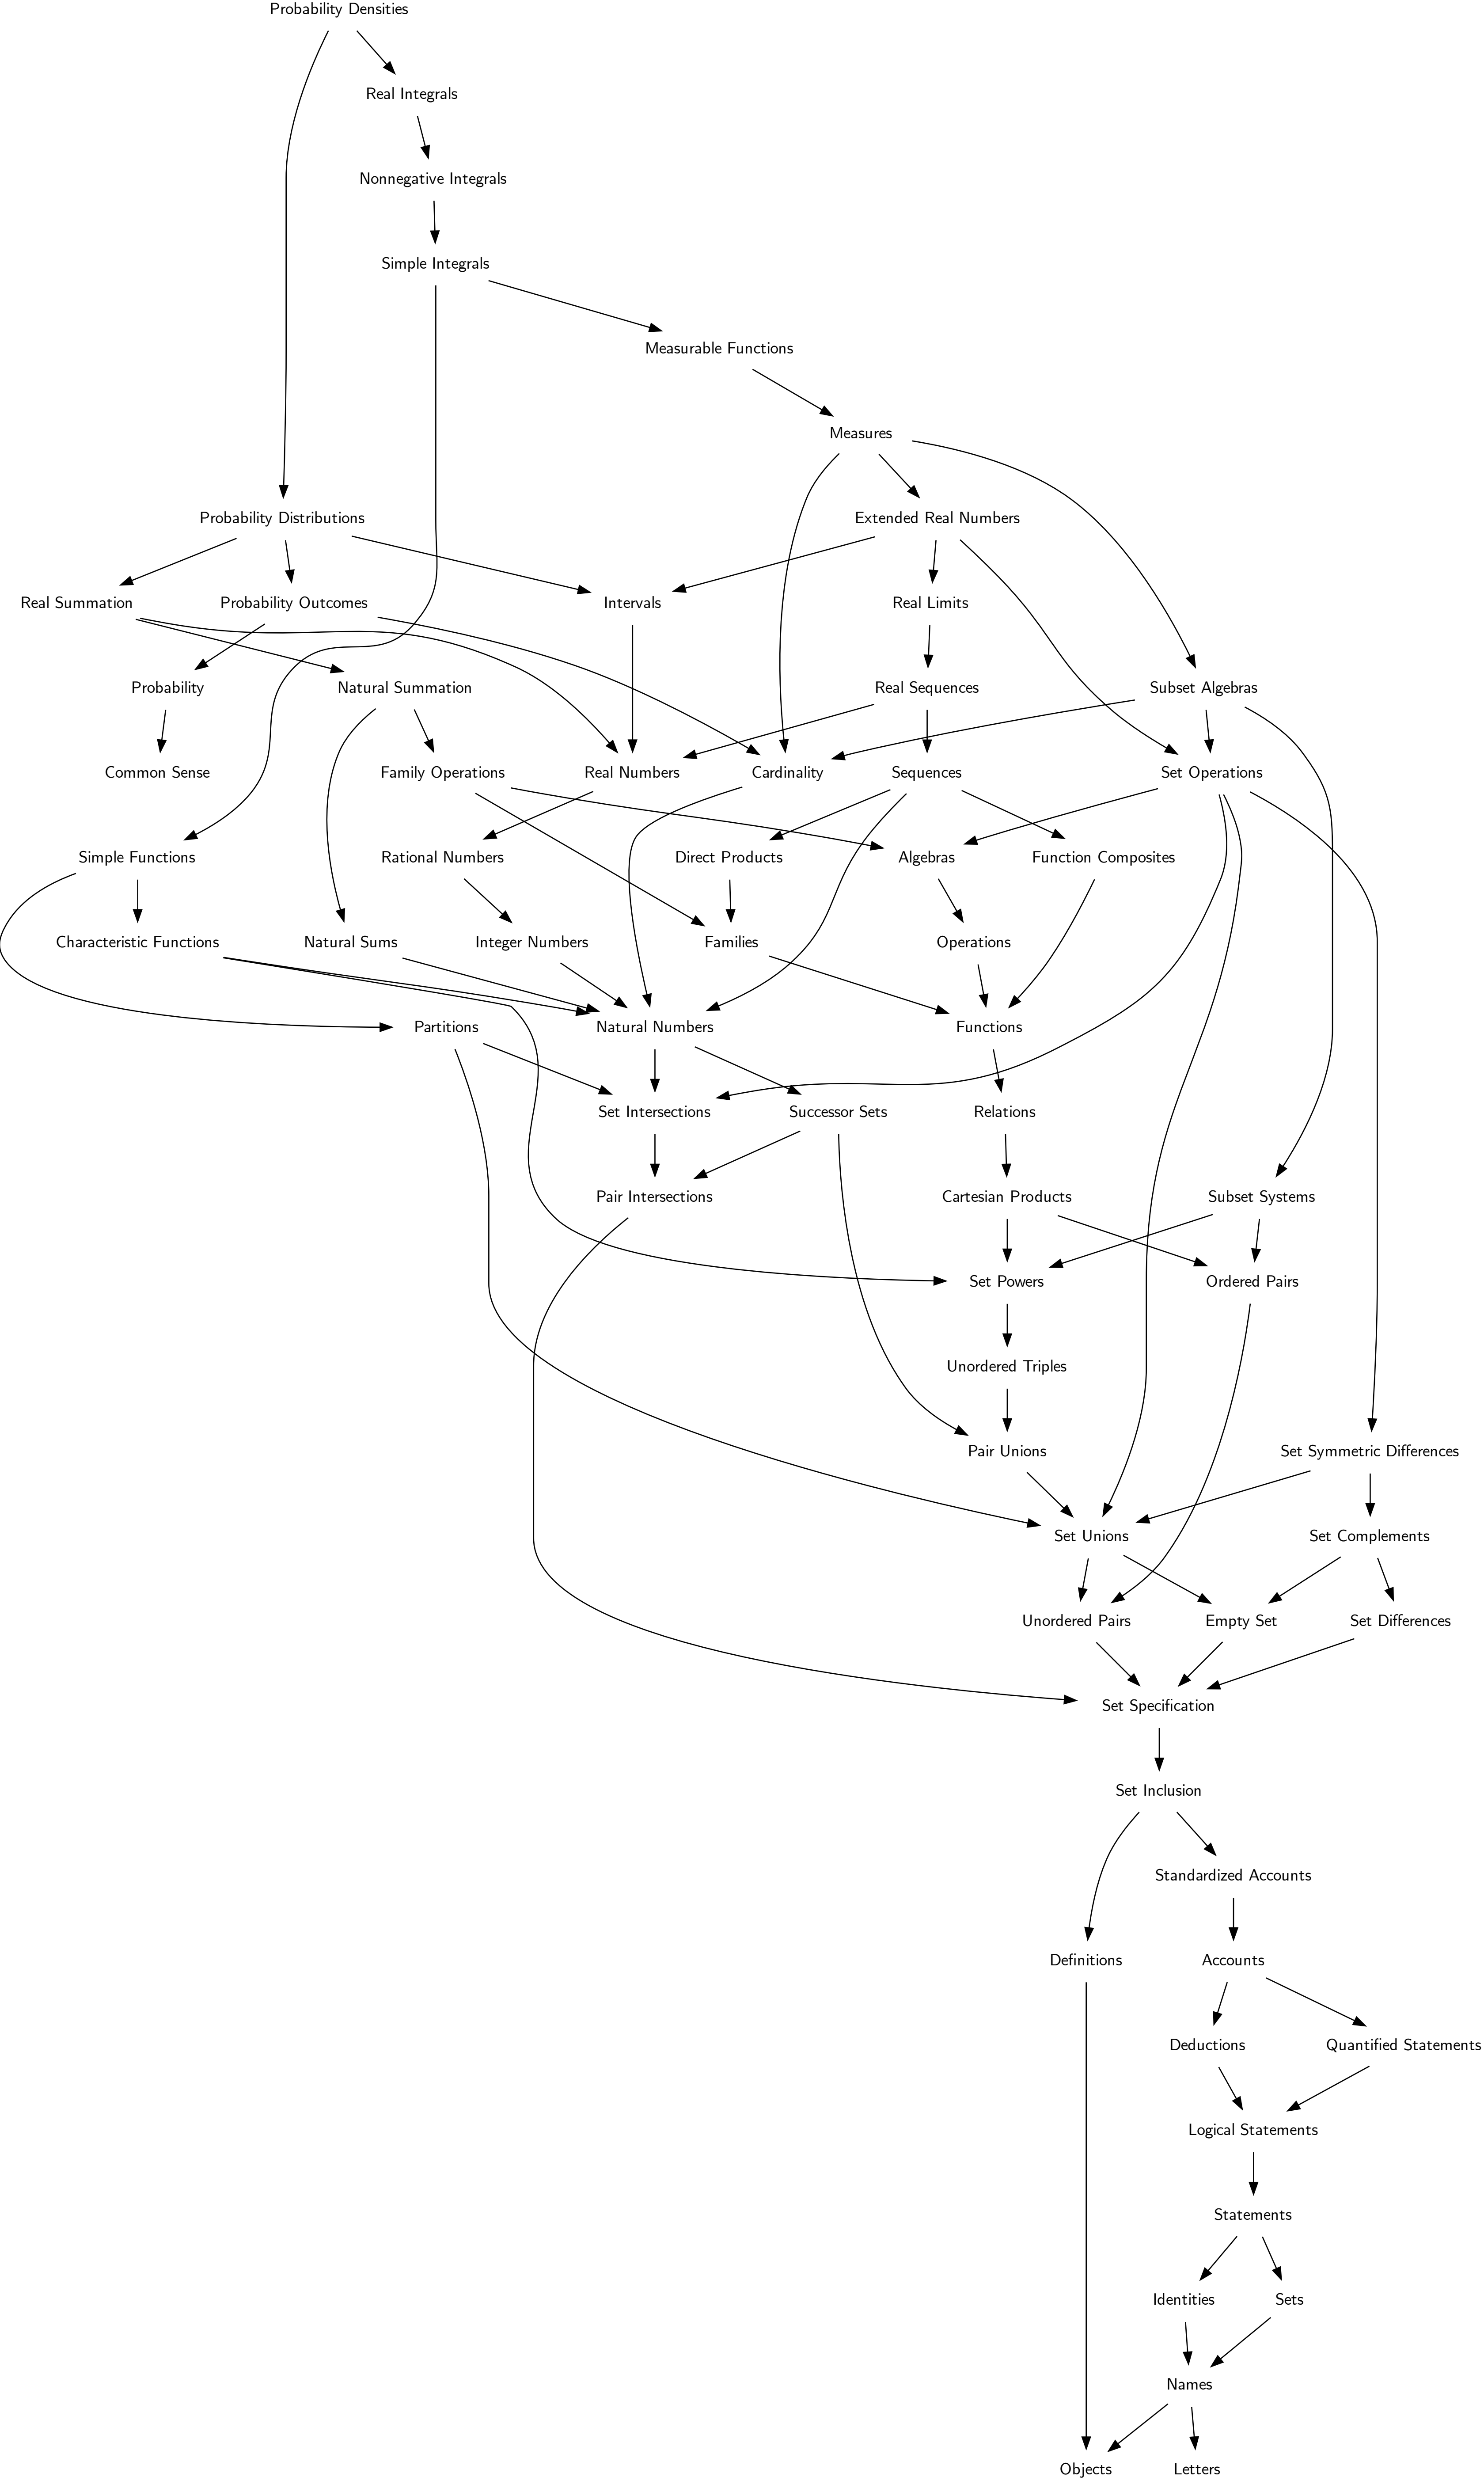 Probability Densities
Real Integrals
Nonnegative Integrals
Simple Integrals
Measurable Functions
Measures
Probability Distributions
Extended Real Numbers
Real Summation
Probability Outcomes
Intervals
Real Limits
Probability
Natural Summation
Real Sequences
Subset Algebras
Common Sense
Family Operations
Real Numbers
Cardinality
Sequences
Set Operations
Simple Functions
Rational Numbers
Direct Products
Algebras
Function Composites
Characteristic Functions
Natural Sums
Integer Numbers
Families
Operations
Partitions
Natural Numbers
Functions
Set Intersections
Successor Sets
Relations
Pair Intersections
Cartesian Products
Subset Systems
Set Powers
Ordered Pairs
Unordered Triples
Pair Unions
Set Symmetric Differences
Set Unions
Set Complements
Unordered Pairs
Empty Set
Set Differences
Set Specification
Set Inclusion
Standardized Accounts
Definitions
Accounts
Deductions
Quantified Statements
Logical Statements
Statements
Identities
Sets
Names
Objects
Letters